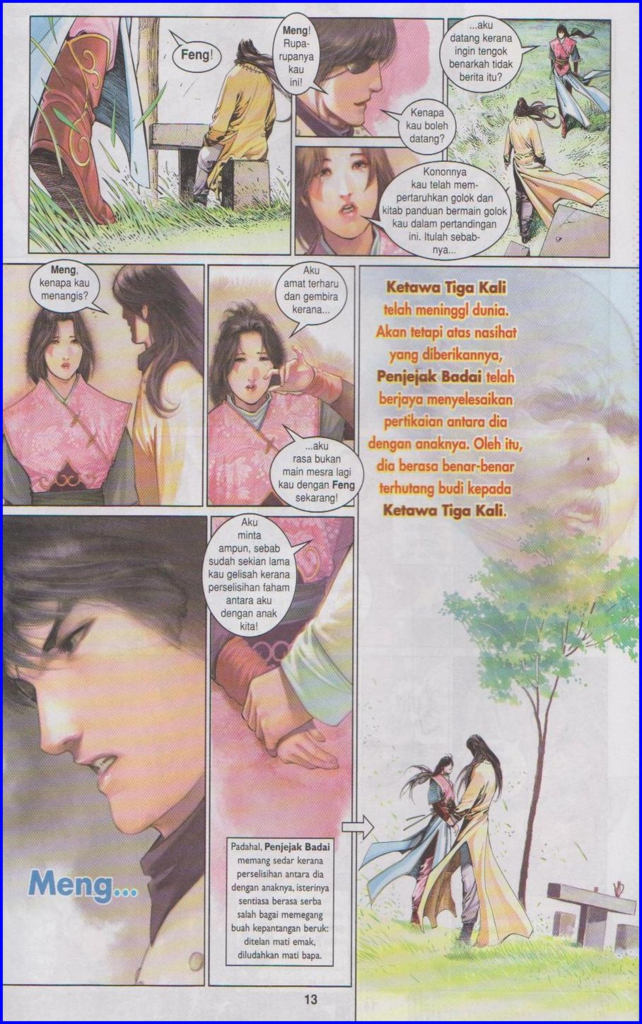 Feng!
Meng!
Rupa-
rupanya
kau
ini!
...aku
datang kerana
ingin tengok
benarkah tidak
berita itu?
Kenapa
kau boleh
datang?
Kononnya
kau telah mem-
pertaruhkan golok dan
kitab panduan bermain golok
kau dalam pertandingan
ini. Itulah sebab-
nya...
Meng,
kenapa kau
menangis?
Aku
amat terharu
dan gembira
kerana...
...aku
rasa bukan
main mesra lagi
kau dengan Feng
sekarang!
Ketawa Tiga Kali
telah meninggl dunia.
Akan tetapi atas nasihat
yang diberikannya,
Penjejak Badai telah
berjaya menyelesaikan
pertikaian antara dia
dengan anaknya. Oleh itu,
dia berasa benar-benar
terhutang budi kepada
Ketawa Tiga Kali.
Meng...
Aku
minta
ampun, sebab
sudah sekian lama
kau gelisah kerana
perselisihan faham
antara aku
dengan anak
kita!
Padahal, Penjejak Badai
memang sedar kerana
perselisihan antara dia
dengan anaknya, isterinya
sentiasa berasa serba
salah bagai memegang
buah kepantangan beruk:
ditelan mati emak,
diludahkan mati bapa.
13